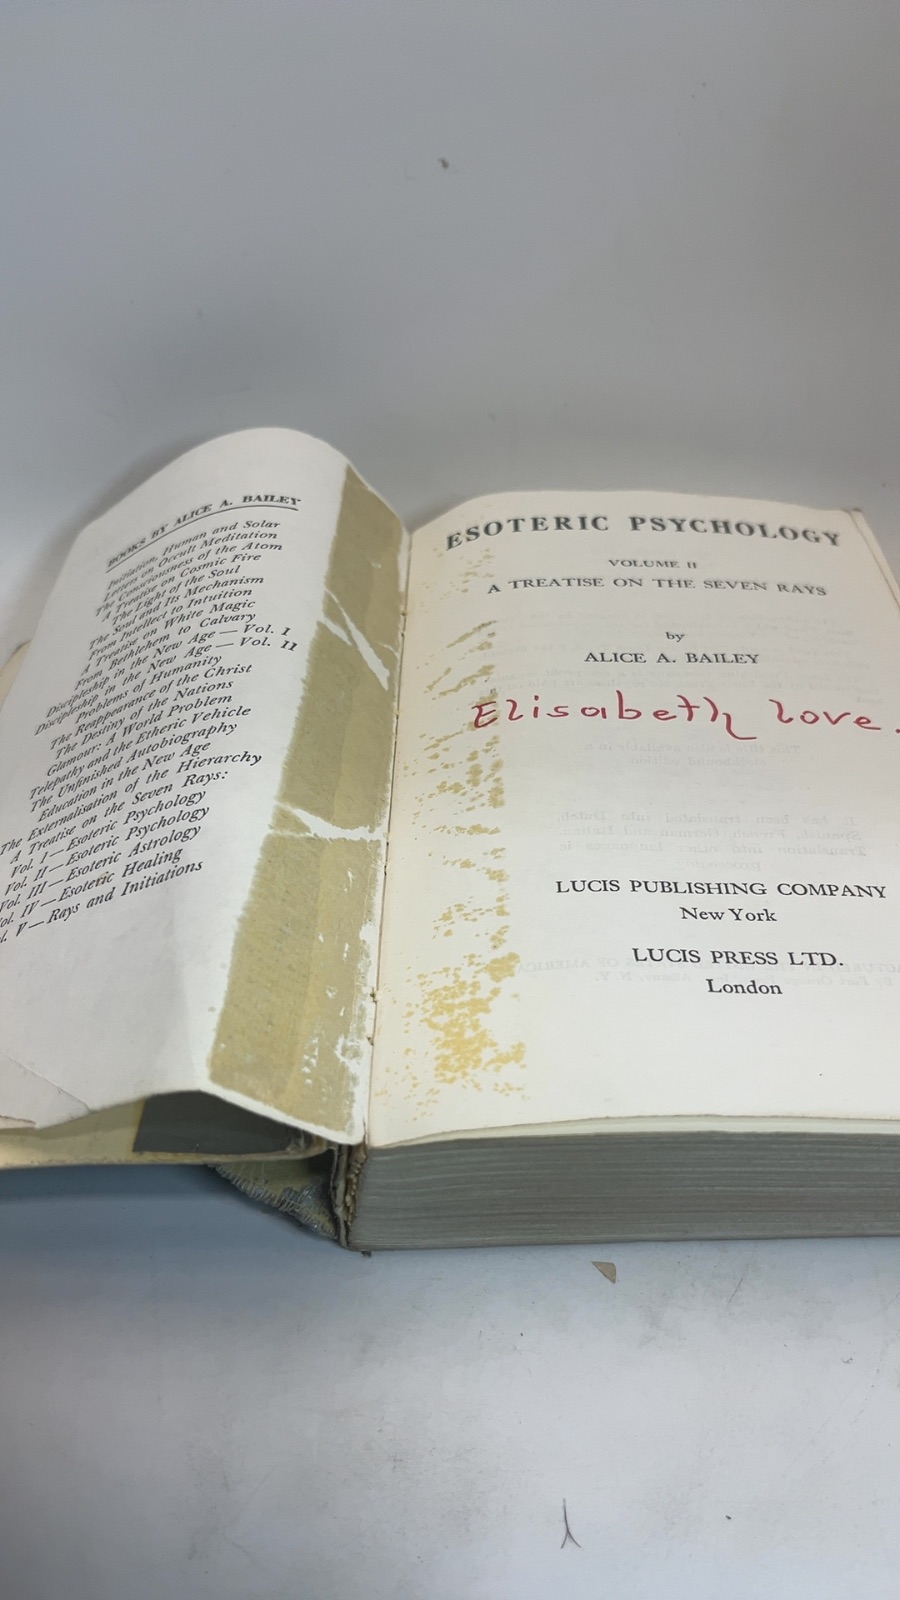 BOOKS BY ALICE A. BAILEY
Initiation, Human and Solar
Letters on Occult Meditation
The Consciousness of the Atom
A Treatise on Cosmic Fire
The Light of the Soul
The Soul and Its Mechanism
From Intellect to Intuition
A Treatise on White Magic
From Bethlehem to Calvary
Discipleship in the New Age — Vol. I
Discipleship in the New Age — Vol. II
Problems of Humanity
The Reappearance of the Christ
The Destiny of the Nations
Glamour: A World Problem
Telepathy and the Etheric Vehicle
The Unfinished Autobiography
Education in the New Age
The Externalisation of the Hierarchy
A Treatise on the Seven Rays:
Vol. I — Esoteric Psychology
Vol. II — Esoteric Psychology
Vol. III — Esoteric Astrology
ol. IV — Esoteric Healing
l. V — Rays and Initiations
ESOTERIC PSYCHOLOGY
VOLUME II
A TREATISE ON THE SEVEN RAYS
by
ALICE A. BAILEY
Elisabeth love.
LUCIS PUBLISHING COMPANY
New York
LUCIS PRESS LTD.
London